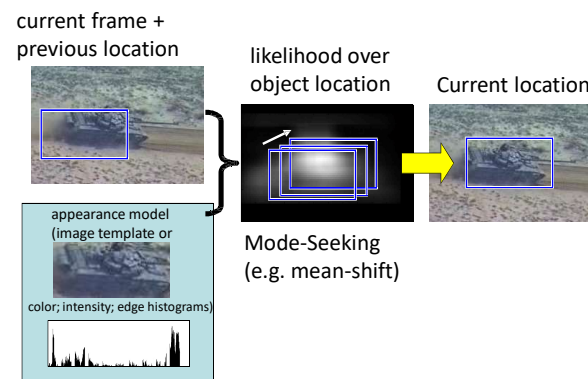 current frame +
previous location
likelihood over
object location
Current location
appearance model
(image template or
color; intensity; edge histograms)
Mode-Seeking
(e.g. mean-shift)